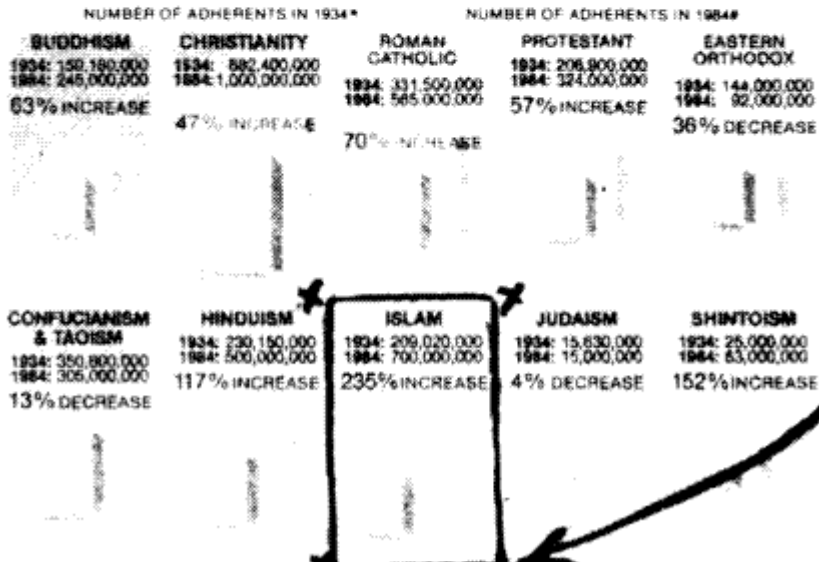 NUMBER OF ADHERENTS IN 1934*
NUMBER OF ADHERENTS IN 1984#
BUDDHISM
1934: 150,180,000
1984: 245,000,000
63% INCREASE
CHRISTIANITY
1934: 682,400,000
1984: 1,000,000,000
47% INCREASE
ROMAN
CATHOLIC
1934: 331,500,000
1984: 565,000,000
70% INCREASE
PROTESTANT
1934: 206,900,000
1984: 324,000,000
57% INCREASE
EASTERN
ORTHODOX
1934: 144,000,000
1984: 92,000,000
36% DECREASE
CONFUCIANISM
& TAOISM
1934: 350,600,000
1984: 305,000,000
13% DECREASE
HINDUISM
1934: 230,150,000
1984: 500,000,000
117% INCREASE
ISLAM
1934: 209,020,000
1984: 700,000,000
235% INCREASE
JUDAISM
1934: 15,630,000
1984: 15,000,000
4% DECREASE
SHINTOISM
1934: 25,000,000
1984: 63,000,000
152% INCREASE